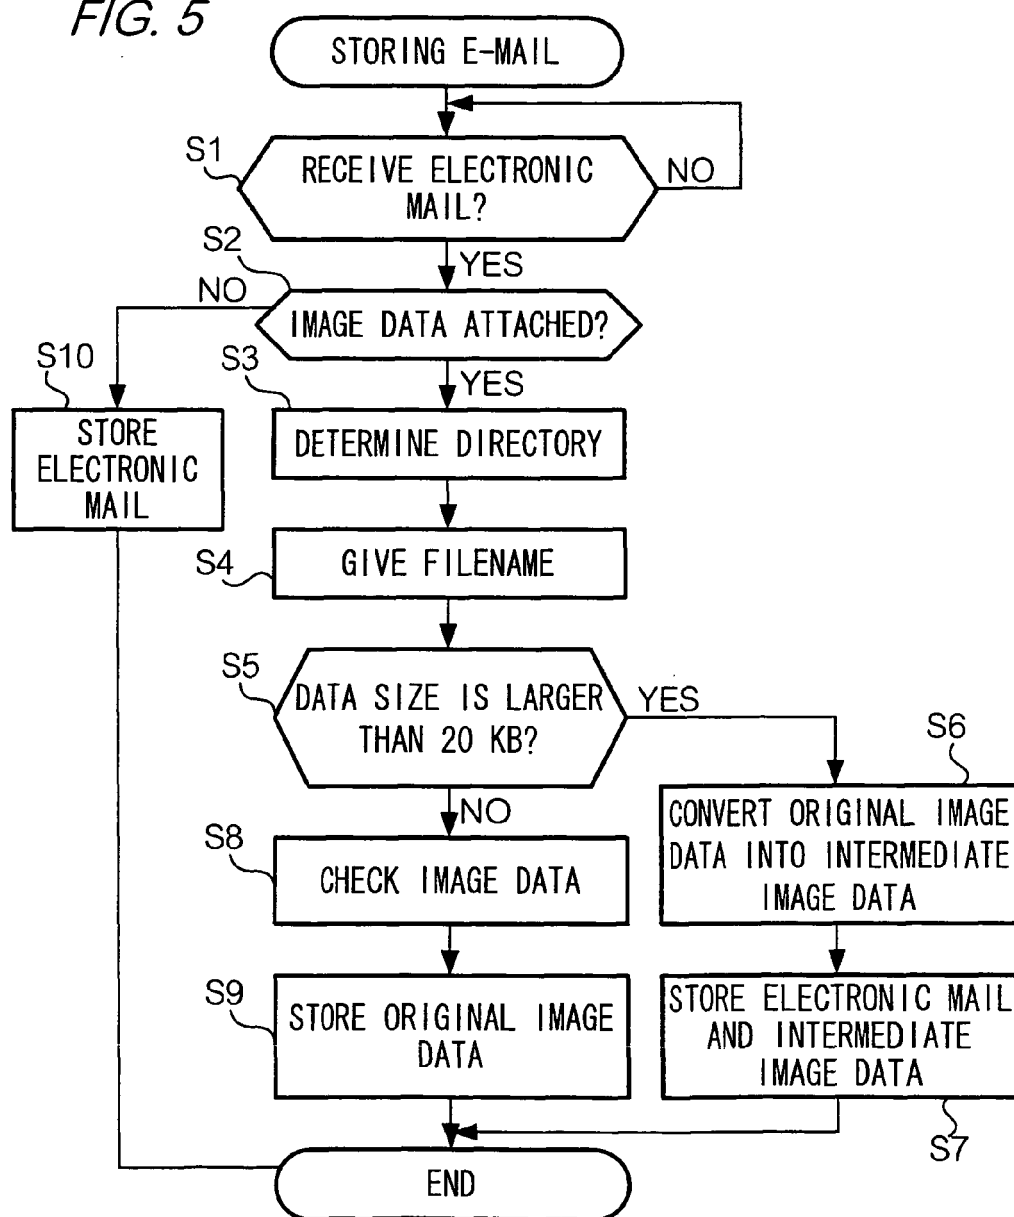 FIG. 5
STORING E-MAIL
S1
RECEIVE ELECTRONIC
MAIL?
NO
YES
S2
NO
IMAGE DATA ATTACHED?
YES
S10
STORE
ELECTRONIC
MAIL
S3
DETERMINE DIRECTORY
S4
GIVE FILENAME
S5
DATA SIZE IS LARGER
THAN 20 KB?
YES
NO
S6
CONVERT ORIGINAL IMAGE
DATA INTO INTERMEDIATE
IMAGE DATA
S8
CHECK IMAGE DATA
S9
STORE ORIGINAL IMAGE
DATA
STORE ELECTRONIC MAIL
AND INTERMEDIATE
IMAGE DATA
S7
END